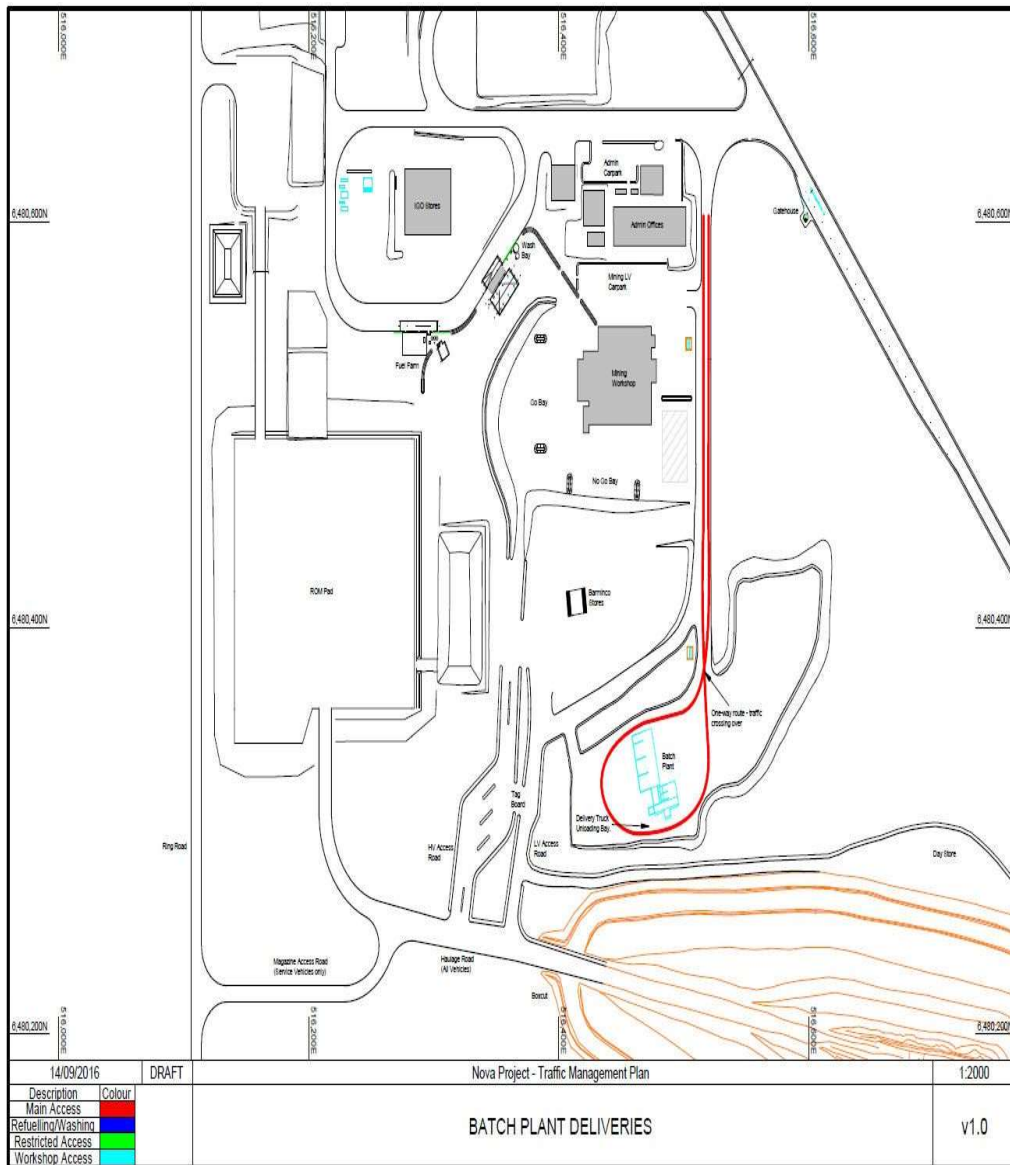 516,000E
516,200E
516,400E
516,600E
6,480,600N
6,480,600N
IGO Stores
Admin
Carpark
Admin Offices
Gatehouse
Wash
Bay
Mining LV
Carpark
Fuel Farm
Mining
Workshop
Go Bay
No Go Bay
ROM Pad
Barminco
Stores
6,480,400N
6,480,400N
One-way route - traffic
crossing over
Batch
Plant
Tag
Board
Delivery Truck
Unloading Bay.
Ring Road
HV Access
Road
LV Access
Road
Day Store
Magazine Access Road
(Service Vehicles only)
Haulage Road
(All Vehicles)
Boxcut
6,480,200N
6,480,200N
516,000E
516,200E
516,400E
516,600E
14/09/2016
DRAFT
Nova Project - Traffic Management Plan
1:2000
Description
Colour
Main Access
Refuelling/Washing
Restricted Access
Workshop Access
BATCH PLANT DELIVERIES
v1.0